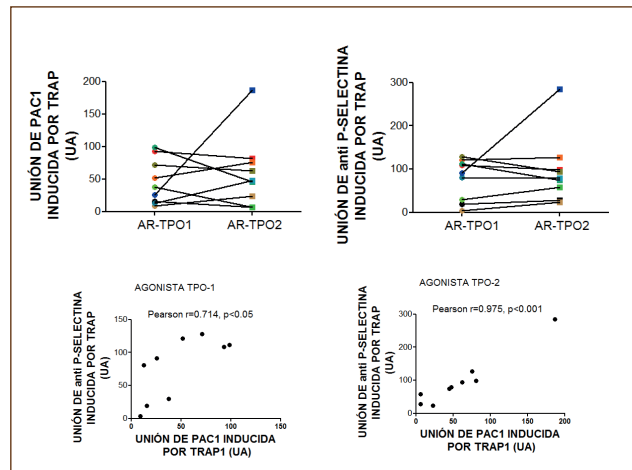 UNIÓN DE PAC1
INDUCIDA POR TRAP
(UA)
200
150
100
50
0
AR-TPO1 AR-TPO2
UNIÓN DE anti P-SELECTINA
INDUCIDA POR TRAP
(UA)
300
200
100
0
AR-TPO1 AR-TPO2
AGONISTA TPO-1
Pearson r=0.714, p<0.05
UNIÓN DE anti P-SELECTINA
INDUCIDA POR TRAP
(UA)
150
100
50
0
0 50 100 150
UNIÓN DE PAC1 INDUCIDA
POR TRAP1 (UA)
AGONISTA TPO-2
Pearson r=0.975, p<0.001
UNIÓN DE anti P-SELECTINA
INDUCIDA POR TRAP
(UA)
300
200
100
0
0 50 100 150 200
UNIÓN DE PAC1 INDUCIDA
POR TRAP1 (UA)